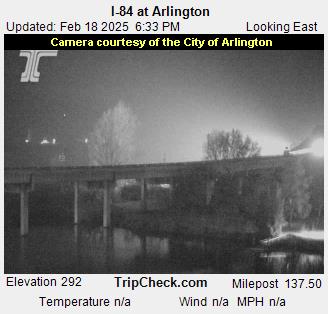 I-84 at Arlington
Updated: Feb 18 2025 6:33 PM Looking East
Camera courtesy of the City of Arlington
Elevation 292 TripCheck.com Milepost 137.50
Temperature n/a Wind n/a MPH n/a